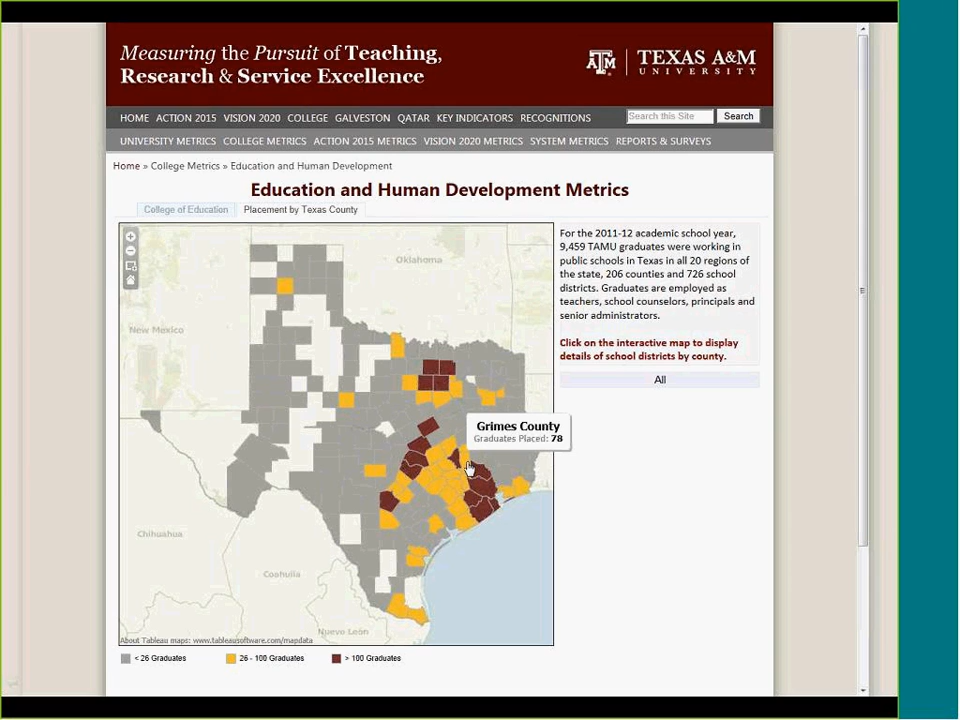 Measuring the Pursuit of Teaching,
Research & Service Excellence
ATM
TEXAS A&M
UNIVERSITY
HOME ACTION 2015 VISION 2020 COLLEGE GALVESTON QATAR KEY INDICATORS RECOGNITIONS
Search this Site
Search
UNIVERSITY METRICS COLLEGE METRICS ACTION 2015 METRICS VISION 2020 METRICS SYSTEM METRICS REPORTS & SURVEYS
Home » College Metrics » Education and Human Development
Education and Human Development Metrics
College of Education
Placement by Texas County
Oklahoma
New Mexico
Grimes County
Graduates Placed: 78
Chihuahua
Coahuila
Nuevo León
About Tableau maps: www.tableausoftware.com/mapdata
< 26 Graduates
26 - 100 Graduates
> 100 Graduates
For the 2011-12 academic school year,
9,459 TAMU graduates were working in
public schools in Texas in all 20 regions of
the state, 206 counties and 726 school
districts. Graduates are employed as
teachers, school counselors, principals and
senior administrators.
Click on the interactive map to display
details of school districts by county.
All